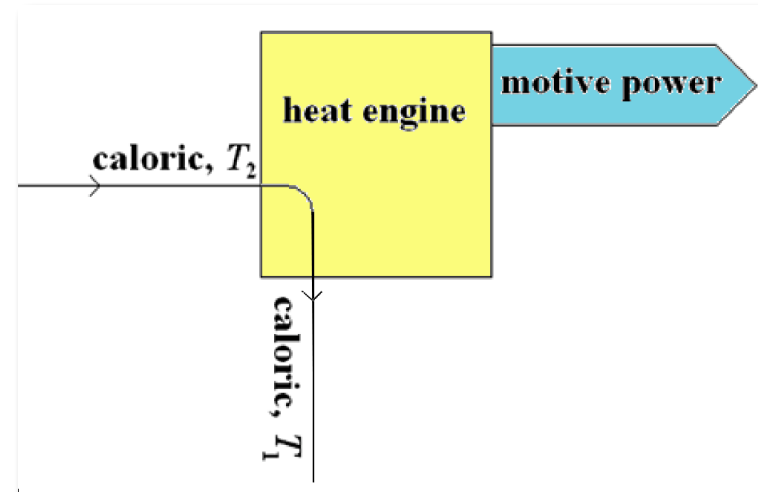 heat engine
motive power
caloric, T₂
caloric, T₁